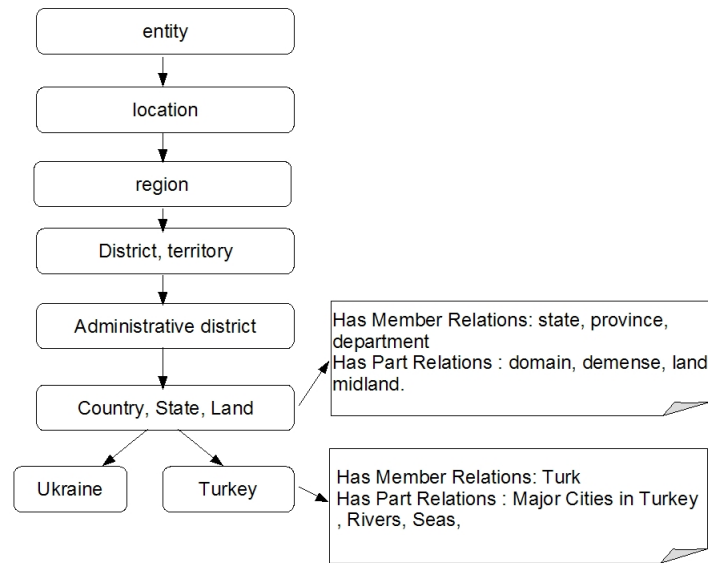 entity
location
region
District, territory
Administrative district
Has Member Relations: state, province,
department
Has Part Relations : domain, demense, land
midland.
Country, State, Land
Ukraine
Turkey
Has Member Relations: Turk
Has Part Relations : Major Cities in Turkey
, Rivers, Seas,